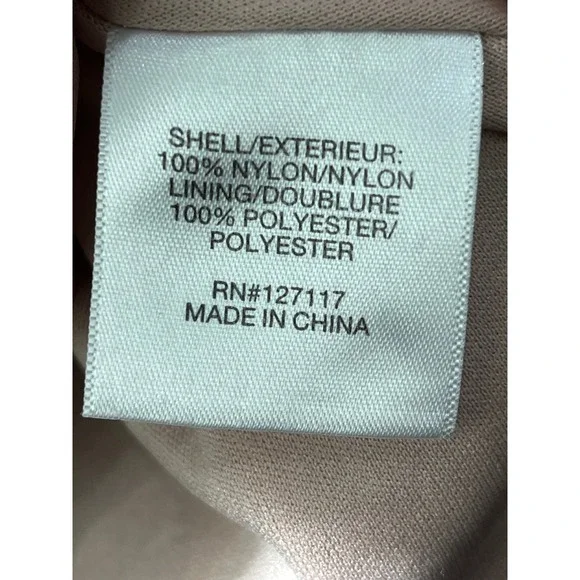 SHELL/EXTERIEUR:
100% NYLON/NYLON
LINING/DOUBLURE
100% POLYESTER/
POLYESTER
RN#127117
MADE IN CHINA